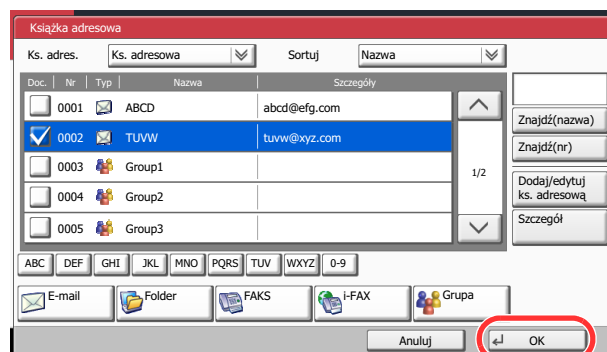 Książka adresowa
Ks. adres. Ks. adresowa Sortuj Nazwa
Doc. Nr Typ Nazwa Szczegóły
0001 ABCD abcd@efg.com
0002 TUVW tuvw@xyz.com
0003 Group1
0004 Group2
0005 Group3
1/2
Znajdź(nazwa)
Znajdź(nr)
Dodaj/edytuj
ks. adresową
Szczegół
ABC DEF GHI JKL MNO PQRS TUV WXYZ 0-9
E-mail Folder FAKS i-FAX Grupa
Anuluj OK